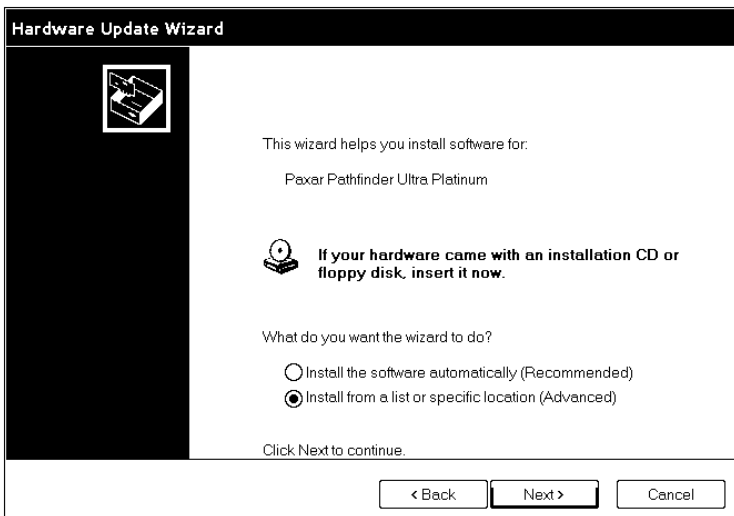 Hardware Update Wizard
This wizard helps you install software for:
Paxar Pathfinder Ultra Platinum
If your hardware came with an installation CD or
floppy disk, insert it now.
What do you want the wizard to do?
Install the software automatically (Recommended)
Install from a list or specific location (Advanced)
Click Next to continue.
< Back Next > Cancel